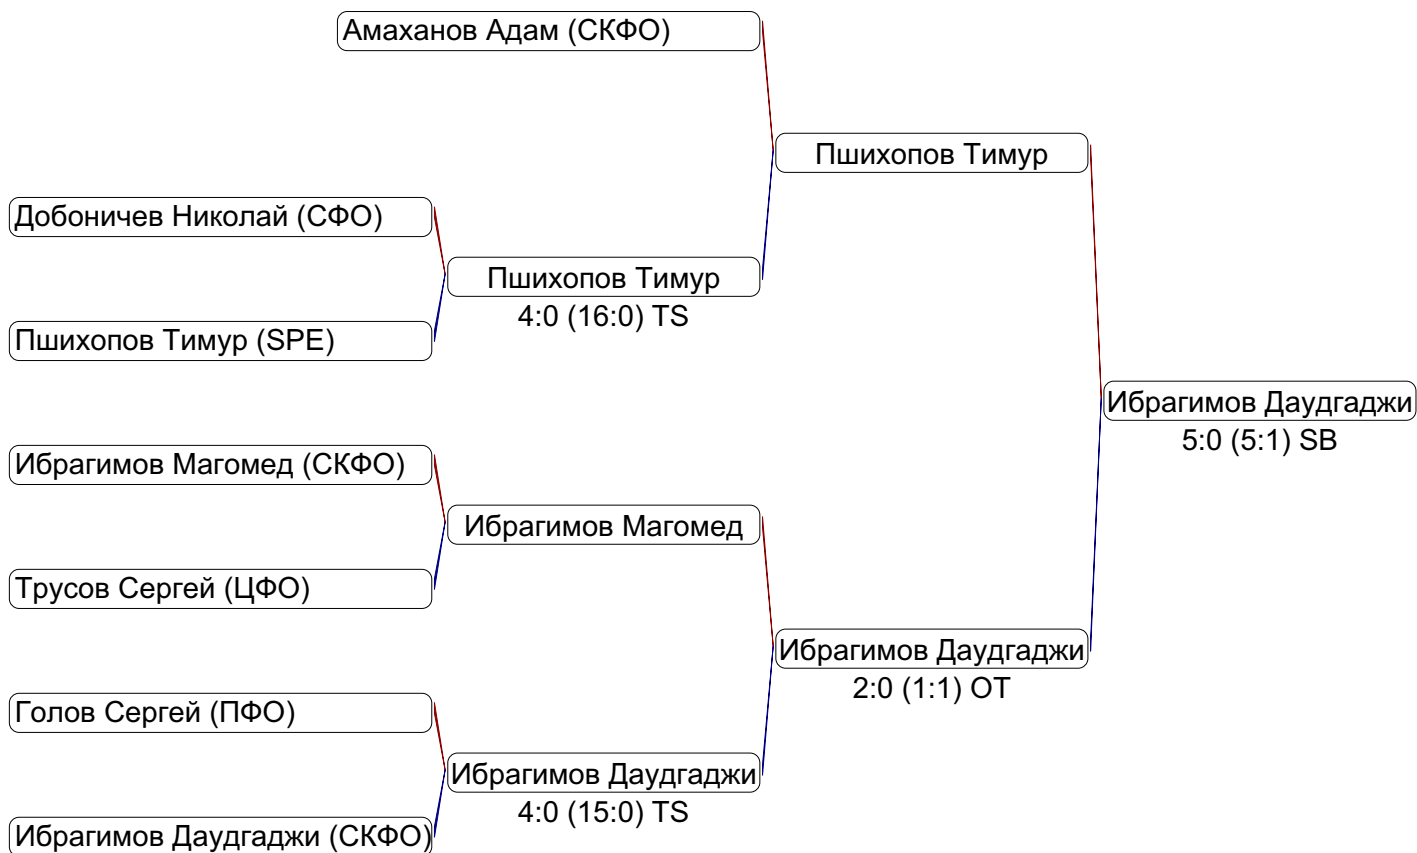 Амаханов Адам (СКФО)
Пшихопов Тимур
Добоничев Николай (СФО)
Пшихопов Тимур
4:0 (16:0) TS
Пшихопов Тимур (SPE)
Ибрагимов Даудгаджи
5:0 (5:1) SB
Ибрагимов Магомед (СКФО)
Ибрагимов Магомед
Трусов Сергей (ЦФО)
Ибрагимов Даудгаджи
2:0 (1:1) OT
Голов Сергей (ПФО)
Ибрагимов Даудгаджи
4:0 (15:0) TS
Ибрагимов Даудгаджи (СКФО)